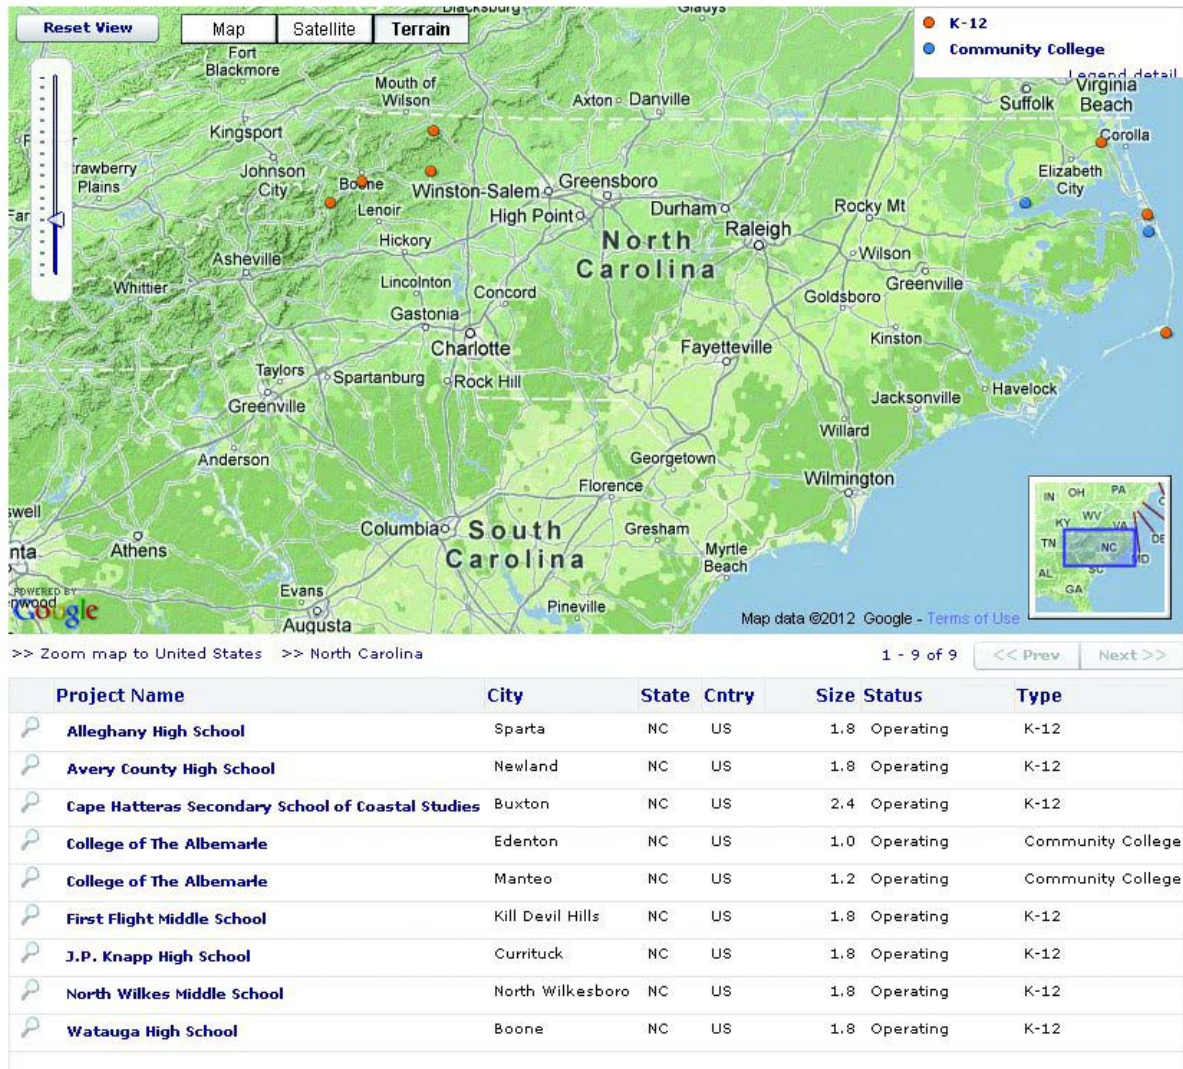 Blacksburg
Gladys
Reset View
Map
Satellite
Terrain
K-12
Community College
Legend detail
Fort
Blackmore
Mouth of
Wilson
Axton
Danville
Suffolk
Virginia
Beach
Kingsport
Corolla
Johnson
City
trawberry
Plains
Boone
Winston-Salem
Greensboro
Elizabeth
City
Lenoir
High Point
Durham
Raleigh
Rocky Mt
Hickory
North
Carolina
Wilson
Asheville
Whittier
Lincolnton
Concord
Goldsboro
Greenville
Gastonia
Charlotte
Fayetteville
Kinston
Taylors
Spartanburg
Rock Hill
Greenville
Jacksonville
Havelock
Willard
Anderson
Georgetown
Florence
Wilmington
swell
nta
Athens
Columbia
South
Carolina
Gresham
Myrtle
Beach
IN
OH
PA
KY
WV
VA
TN
NC
DE
MD
AL
SC
GA
Evans
Augusta
Pineville
POWERED BY
Google
nwood
Map data ©2012 Google - Terms of Use
>> Zoom map to United States >> North Carolina
1 - 9 of 9
<< Prev
Next >>
Project Name City State Cntry Size Status Type
Alleghany High School Sparta NC US 1.8 Operating K-12
Avery County High School Newland NC US 1.8 Operating K-12
Cape Hatteras Secondary School of Coastal Studies Buxton NC US 2.4 Operating K-12
College of The Albemarle Edenton NC US 1.0 Operating Community College
College of The Albemarle Manteo NC US 1.2 Operating Community College
First Flight Middle School Kill Devil Hills NC US 1.8 Operating K-12
J.P. Knapp High School Currituck NC US 1.8 Operating K-12
North Wilkes Middle School North Wilkesboro NC US 1.8 Operating K-12
Watauga High School Boone NC US 1.8 Operating K-12